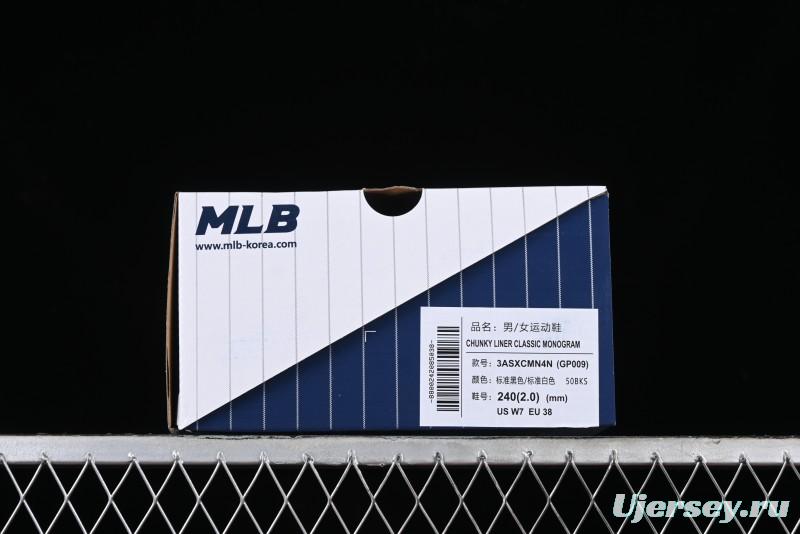 MLB
www.mlb-korea.com
品名: 男/女运动鞋
CHUNKY LINER CLASSIC MONOGRAM
款号: 3ASXCMN4N (GP009)
颜色: 标准黑色/标准白色 50BKS
鞋号: 240(2.0) (mm)
US W7 EU 38
Ujersey.ru